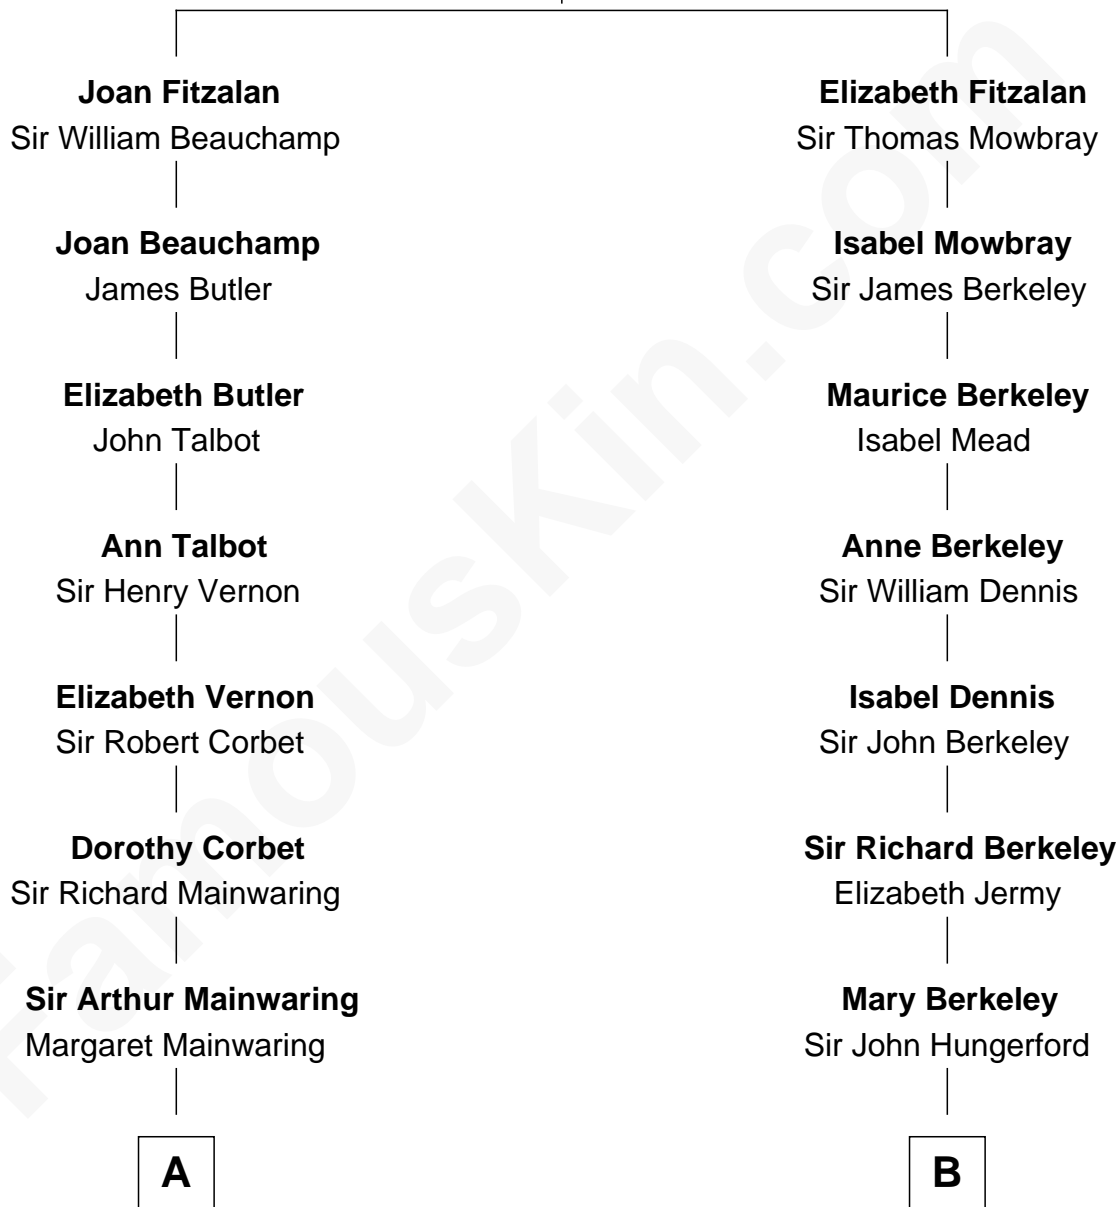 Joan Fitzalan
Sir William Beauchamp
Joan Beauchamp
James Butler
Elizabeth Butler
John Talbot
Ann Talbot
Sir Henry Vernon
Elizabeth Vernon
Sir Robert Corbet
Dorothy Corbet
Sir Richard Mainwaring
Sir Arthur Mainwaring
Margaret Mainwaring
A
Elizabeth Fitzalan
Sir Thomas Mowbray
Isabel Mowbray
Sir James Berkeley
Maurice Berkeley
Isabel Mead
Anne Berkeley
Sir William Dennis
Isabel Dennis
Sir John Berkeley
Sir Richard Berkeley
Elizabeth Jermy
Mary Berkeley
Sir John Hungerford
B
FamousKin.com